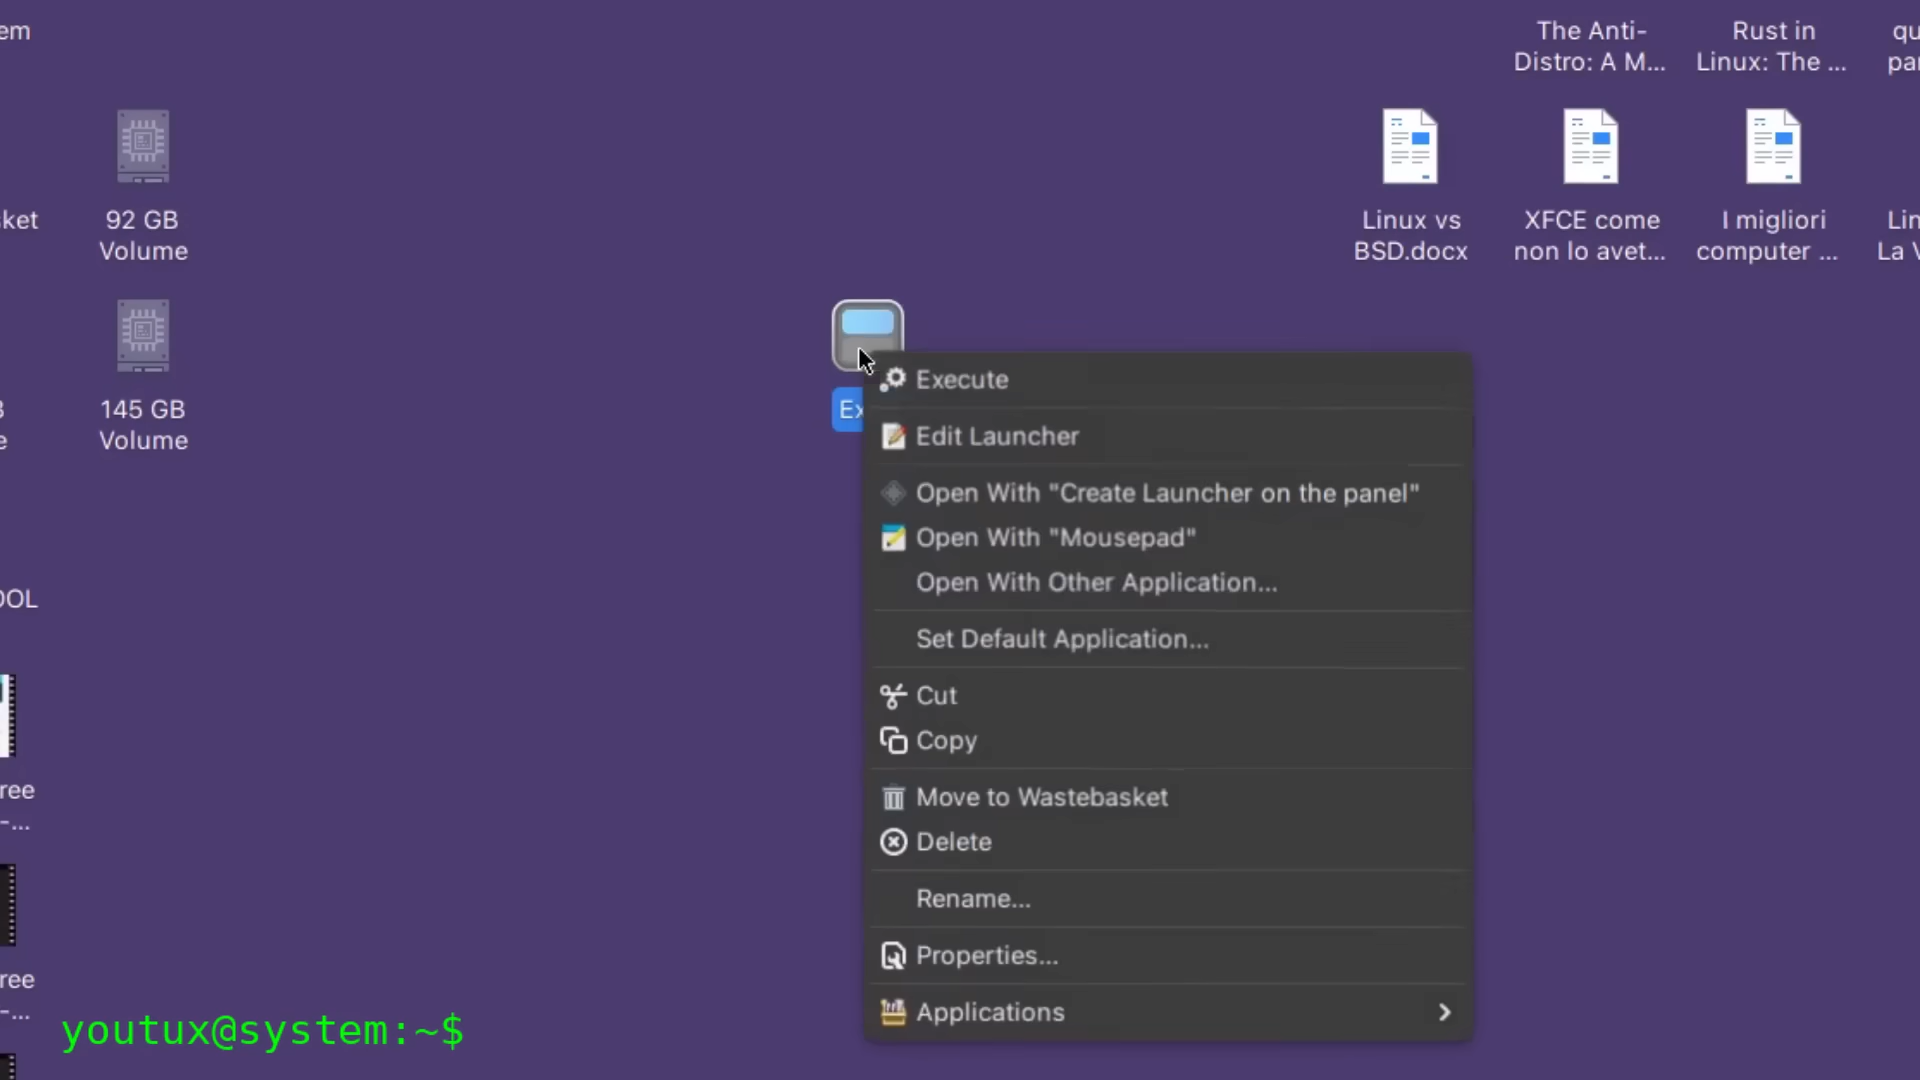 em
The Anti-
Distro: A M...
Rust in
Linux: The ...
qu
pa
ket
92 GB
Volume
Linux vs
BSD.docx
XFCE come
non lo avet...
I migliori
computer ...
Lin
La V
145 GB
Volume
e
Ex
Execute
Edit Launcher
Open With "Create Launcher on the panel"
Open With "Mousepad"
Open With Other Application...
Set Default Application...
Cut
Copy
Move to Wastebasket
Delete
Rename...
Properties...
Applications
OOL
ree
-...
ree
-...
youtux@system:~$